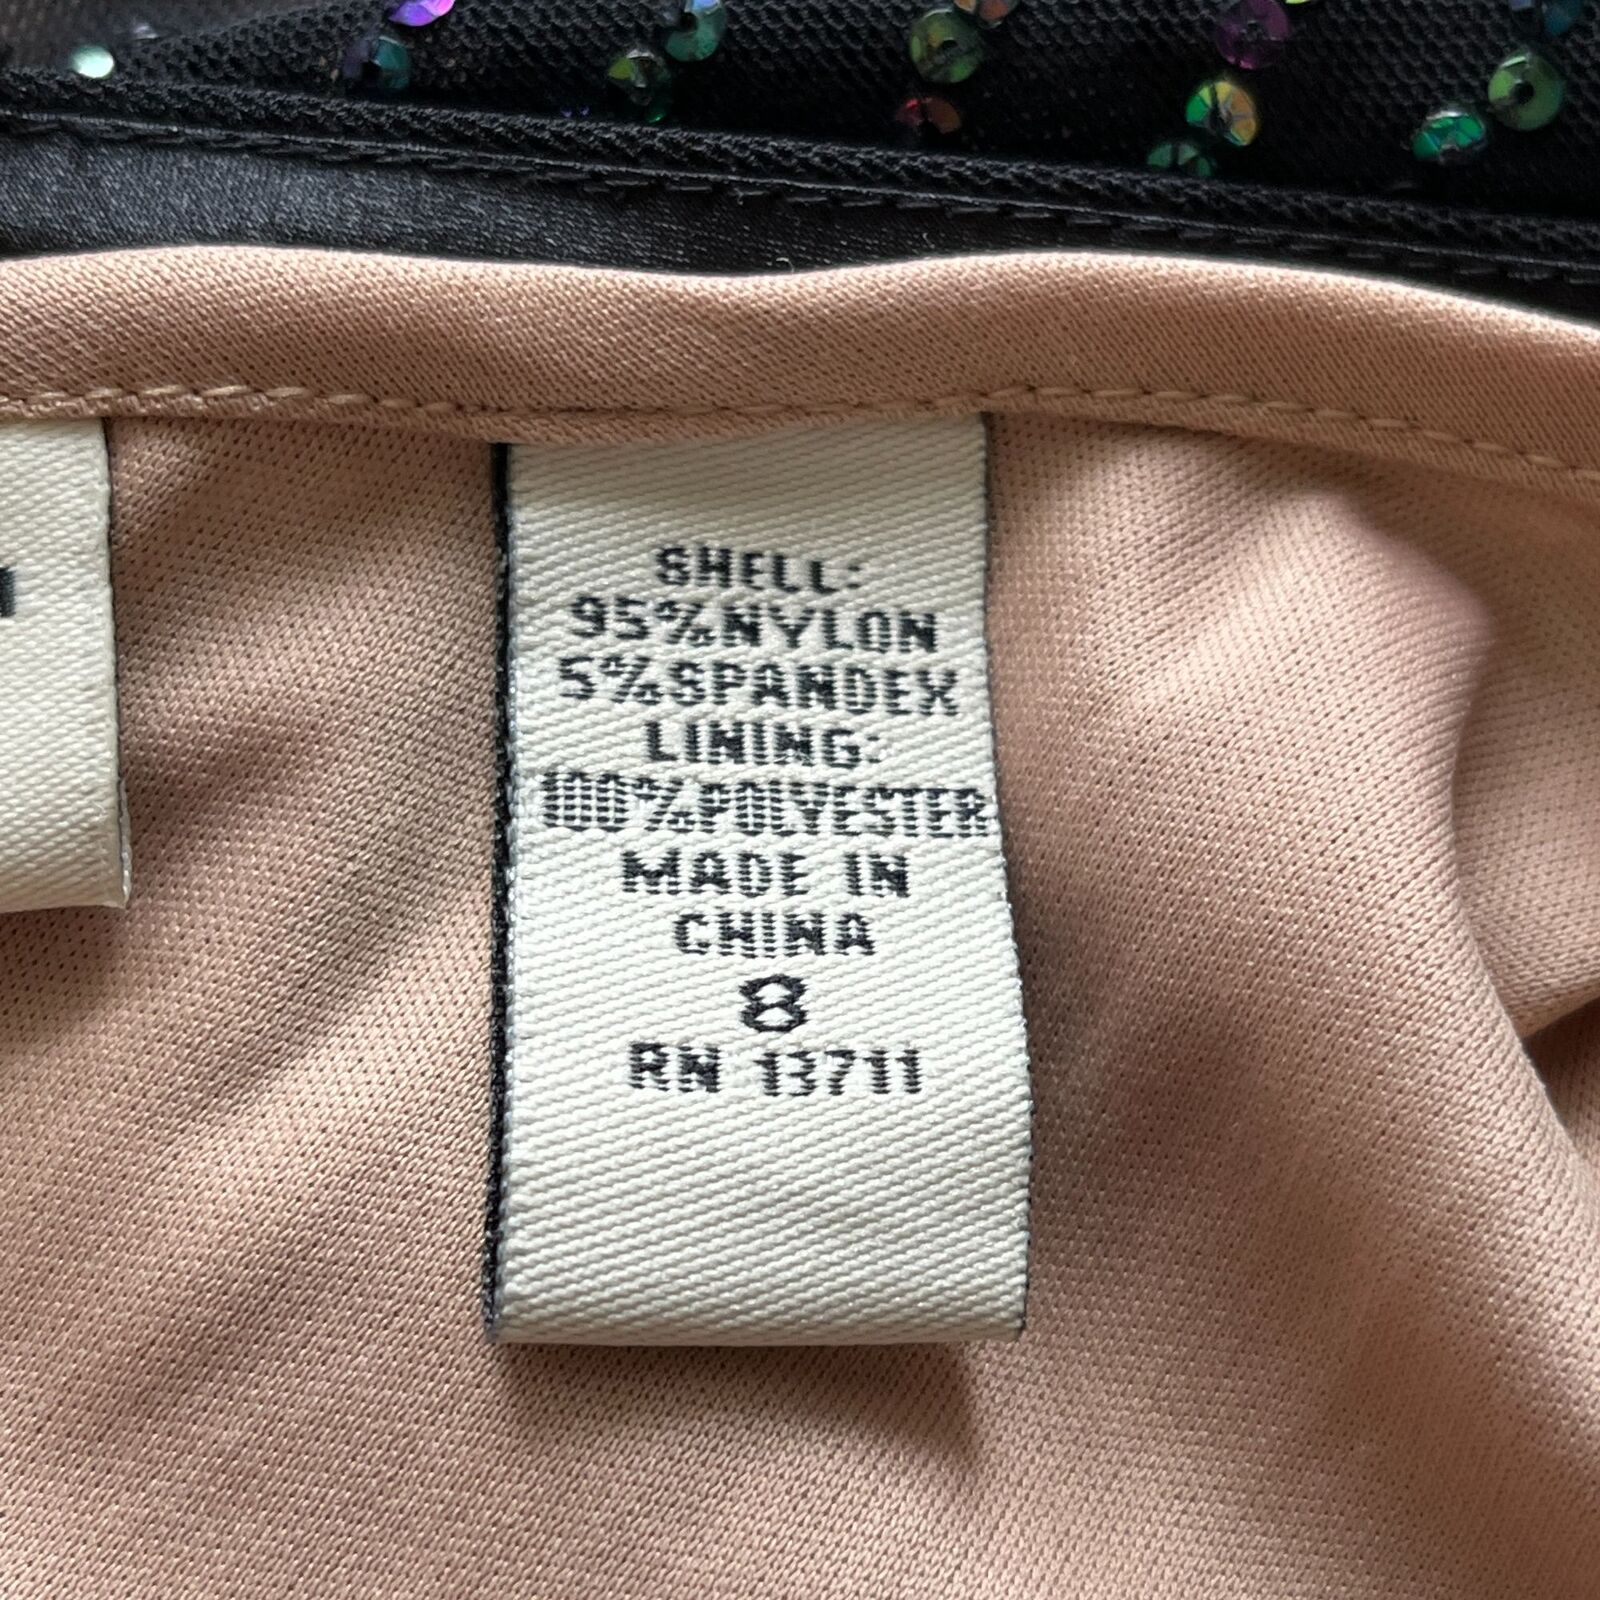 SHELL:
95%NYLON
5%SPANDEX
LINING:
100%POLYESTER
MADE IN
CHINA
8
RN 13711